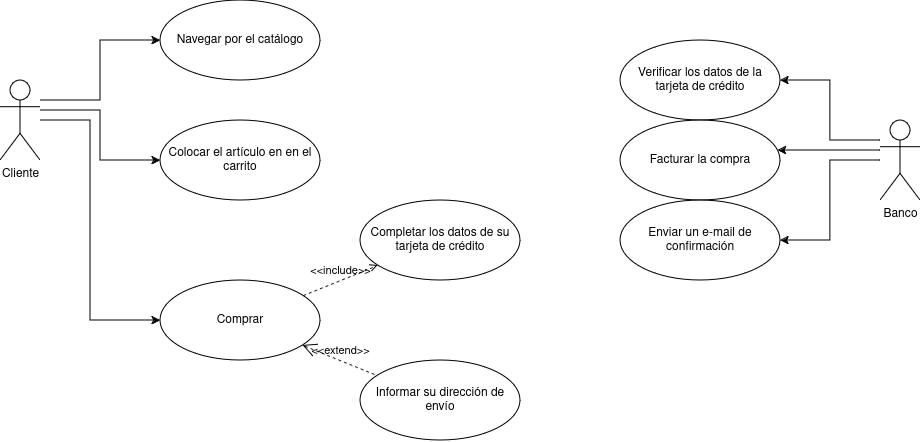 Navegar por el catálogo
Cliente
Colocar el artículo en en el
carrito
Completar los datos de su
tarjeta de crédito
<<include>>
Comprar
<<extend>>
Informar su dirección de
envío
Verificar los datos de la
tarjeta de crédito
Facturar la compra
Banco
Enviar un e-mail de
confirmación